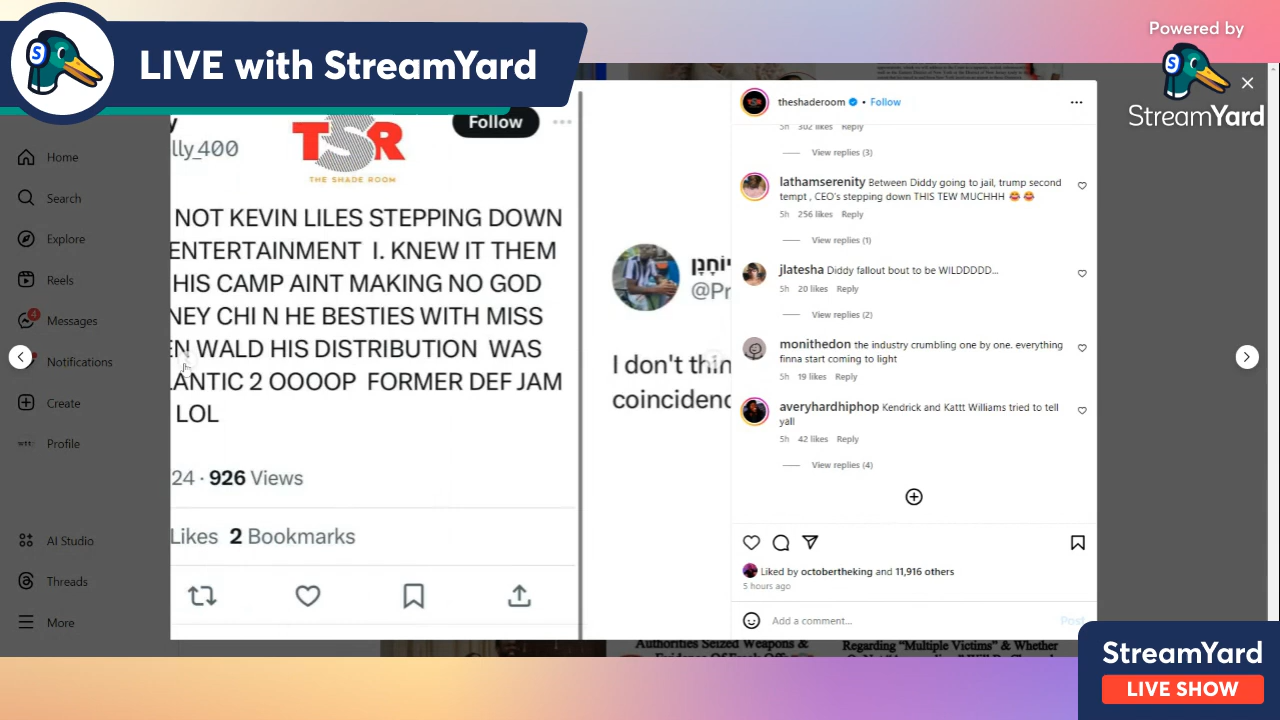 LIVE with StreamYard
Powered by
StreamYard
Home
Search
Explore
Reels
4
Messages
Notifications
Create
Profile
AI Studio
Threads
More
y
lly_400
Follow
TSR
THE SHADE ROOM
NOT KEVIN LILES STEPPING DOWN
ENTERTAINMENT I. KNEW IT THEM
HIS CAMP AINT MAKING NO GOD
NEY CHI N HE BESTIES WITH MISS
EN WALD HIS DISTRIBUTION WAS
LANTIC 2 OOOOP FORMER DEF JAM
LOL
24 · 926 Views
Likes 2 Bookmarks
@Pr
I don't thin
coincidenc
theshaderoom • Follow
5h 302 likes Reply
View replies (3)
lathamserenity Between Diddy going to jail, trump second
tempt , CEO's stepping down THIS TEW MUCHHH 😂 😂
5h 256 likes Reply
View replies (1)
jlatesha Diddy fallout bout to be WILDDDDD...
5h 20 likes Reply
View replies (2)
monithedon the industry crumbling one by one. everything
finna start coming to light
5h 19 likes Reply
averyhardhiphop Kendrick and Kattt Williams tried to tell
yall
5h 42 likes Reply
View replies (4)
Liked by octobertheking and 11,916 others
5 hours ago
Add a comment...
Post
Authorities Seized Weapons &
Regarding "Multiple Victims" & Whether
StreamYard
LIVE SHOW